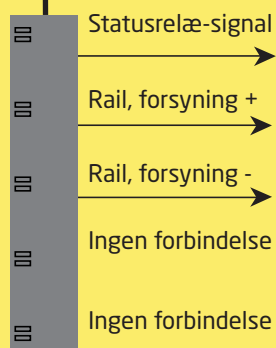 Statusrelæ-signal
Rail, forsyning +
Rail, forsyning -
Ingen forbindelse
Ingen forbindelse